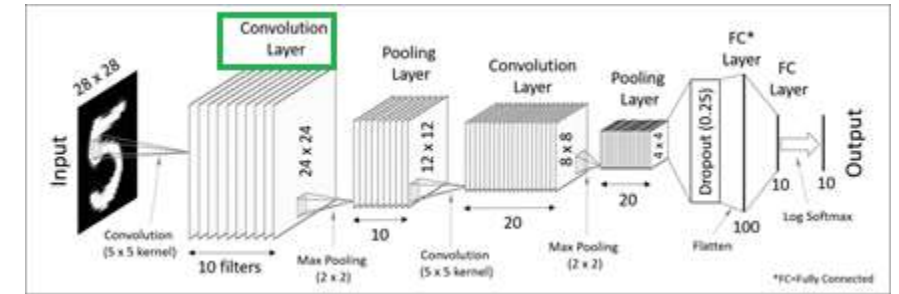 Convolution
Layer
Pooling
Layer
Convolution
Layer
Pooling
Layer
FC*
Layer
FC
Layer
28 x 28
Input
24 x 24
12 x 12
8 x 8
4 x 4
Dropout (0.25)
Output
Convolution
(5 x 5 kernel)
10 filters
Max Pooling
(2 x 2)
10
Convolution
(5 x 5 kernel)
20
Max Pooling
(2 x 2)
20
Flatten
100
10
10
Log Softmax
*FC=Fully Connected